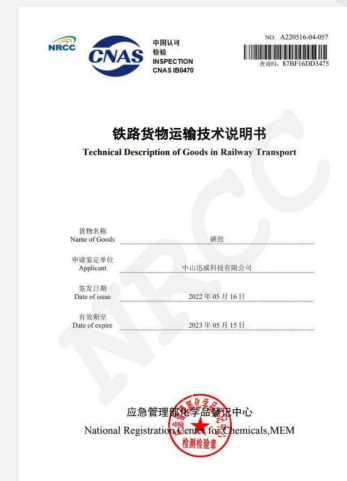 NRCC
CNAS
中国认可
检验
INSPECTION
CNAS IB0470
NO. A220516-04-057
查询码：87BF16DD3475
铁路货物运输技术说明书
Technical Description of Goods in Railway Transport
货物名称
Name of Goods
硒鼓
申请鉴定单位
Applicant
中山迅威科技有限公司
签发日期
Date of issue
2022 年 05 月 16 日
有效期至
Date of expire
2023 年 05 月 15 日
NRCC
应急管理部化学品登记中心
National Registration Center for Chemicals,MEM
检测检验章